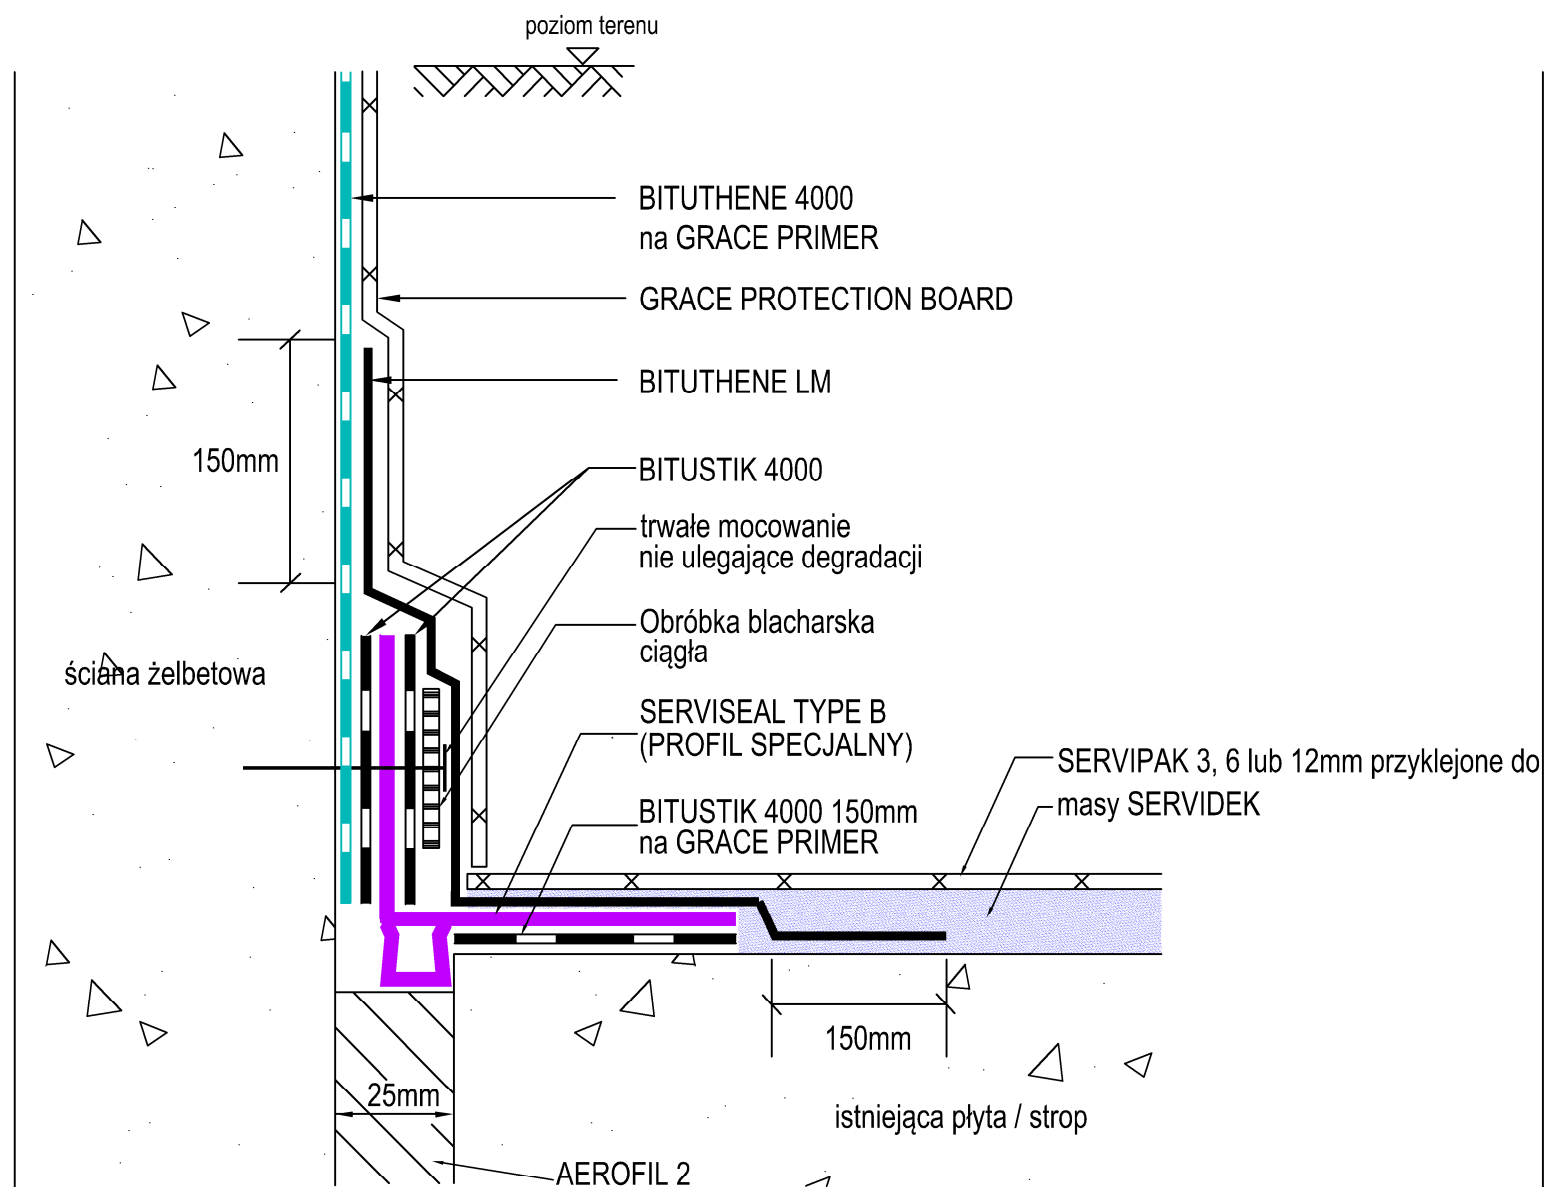 poziom terenu
BITUTHENE 4000
na GRACE PRIMER
GRACE PROTECTION BOARD
BITUTHENE LM
150mm
BITUSTIK 4000
trwałe mocowanie
nie ulegające degradacji
Obróbka blacharska
ciągła
ściana żelbetowa
SERVISEAL TYPE B
(PROFIL SPECJALNY)
SERVIPAK 3, 6 lub 12mm przyklejone do
masy SERVIDEK
BITUSTIK 4000 150mm
na GRACE PRIMER
150mm
25mm
istniejąca płyta / strop
AEROFIL 2